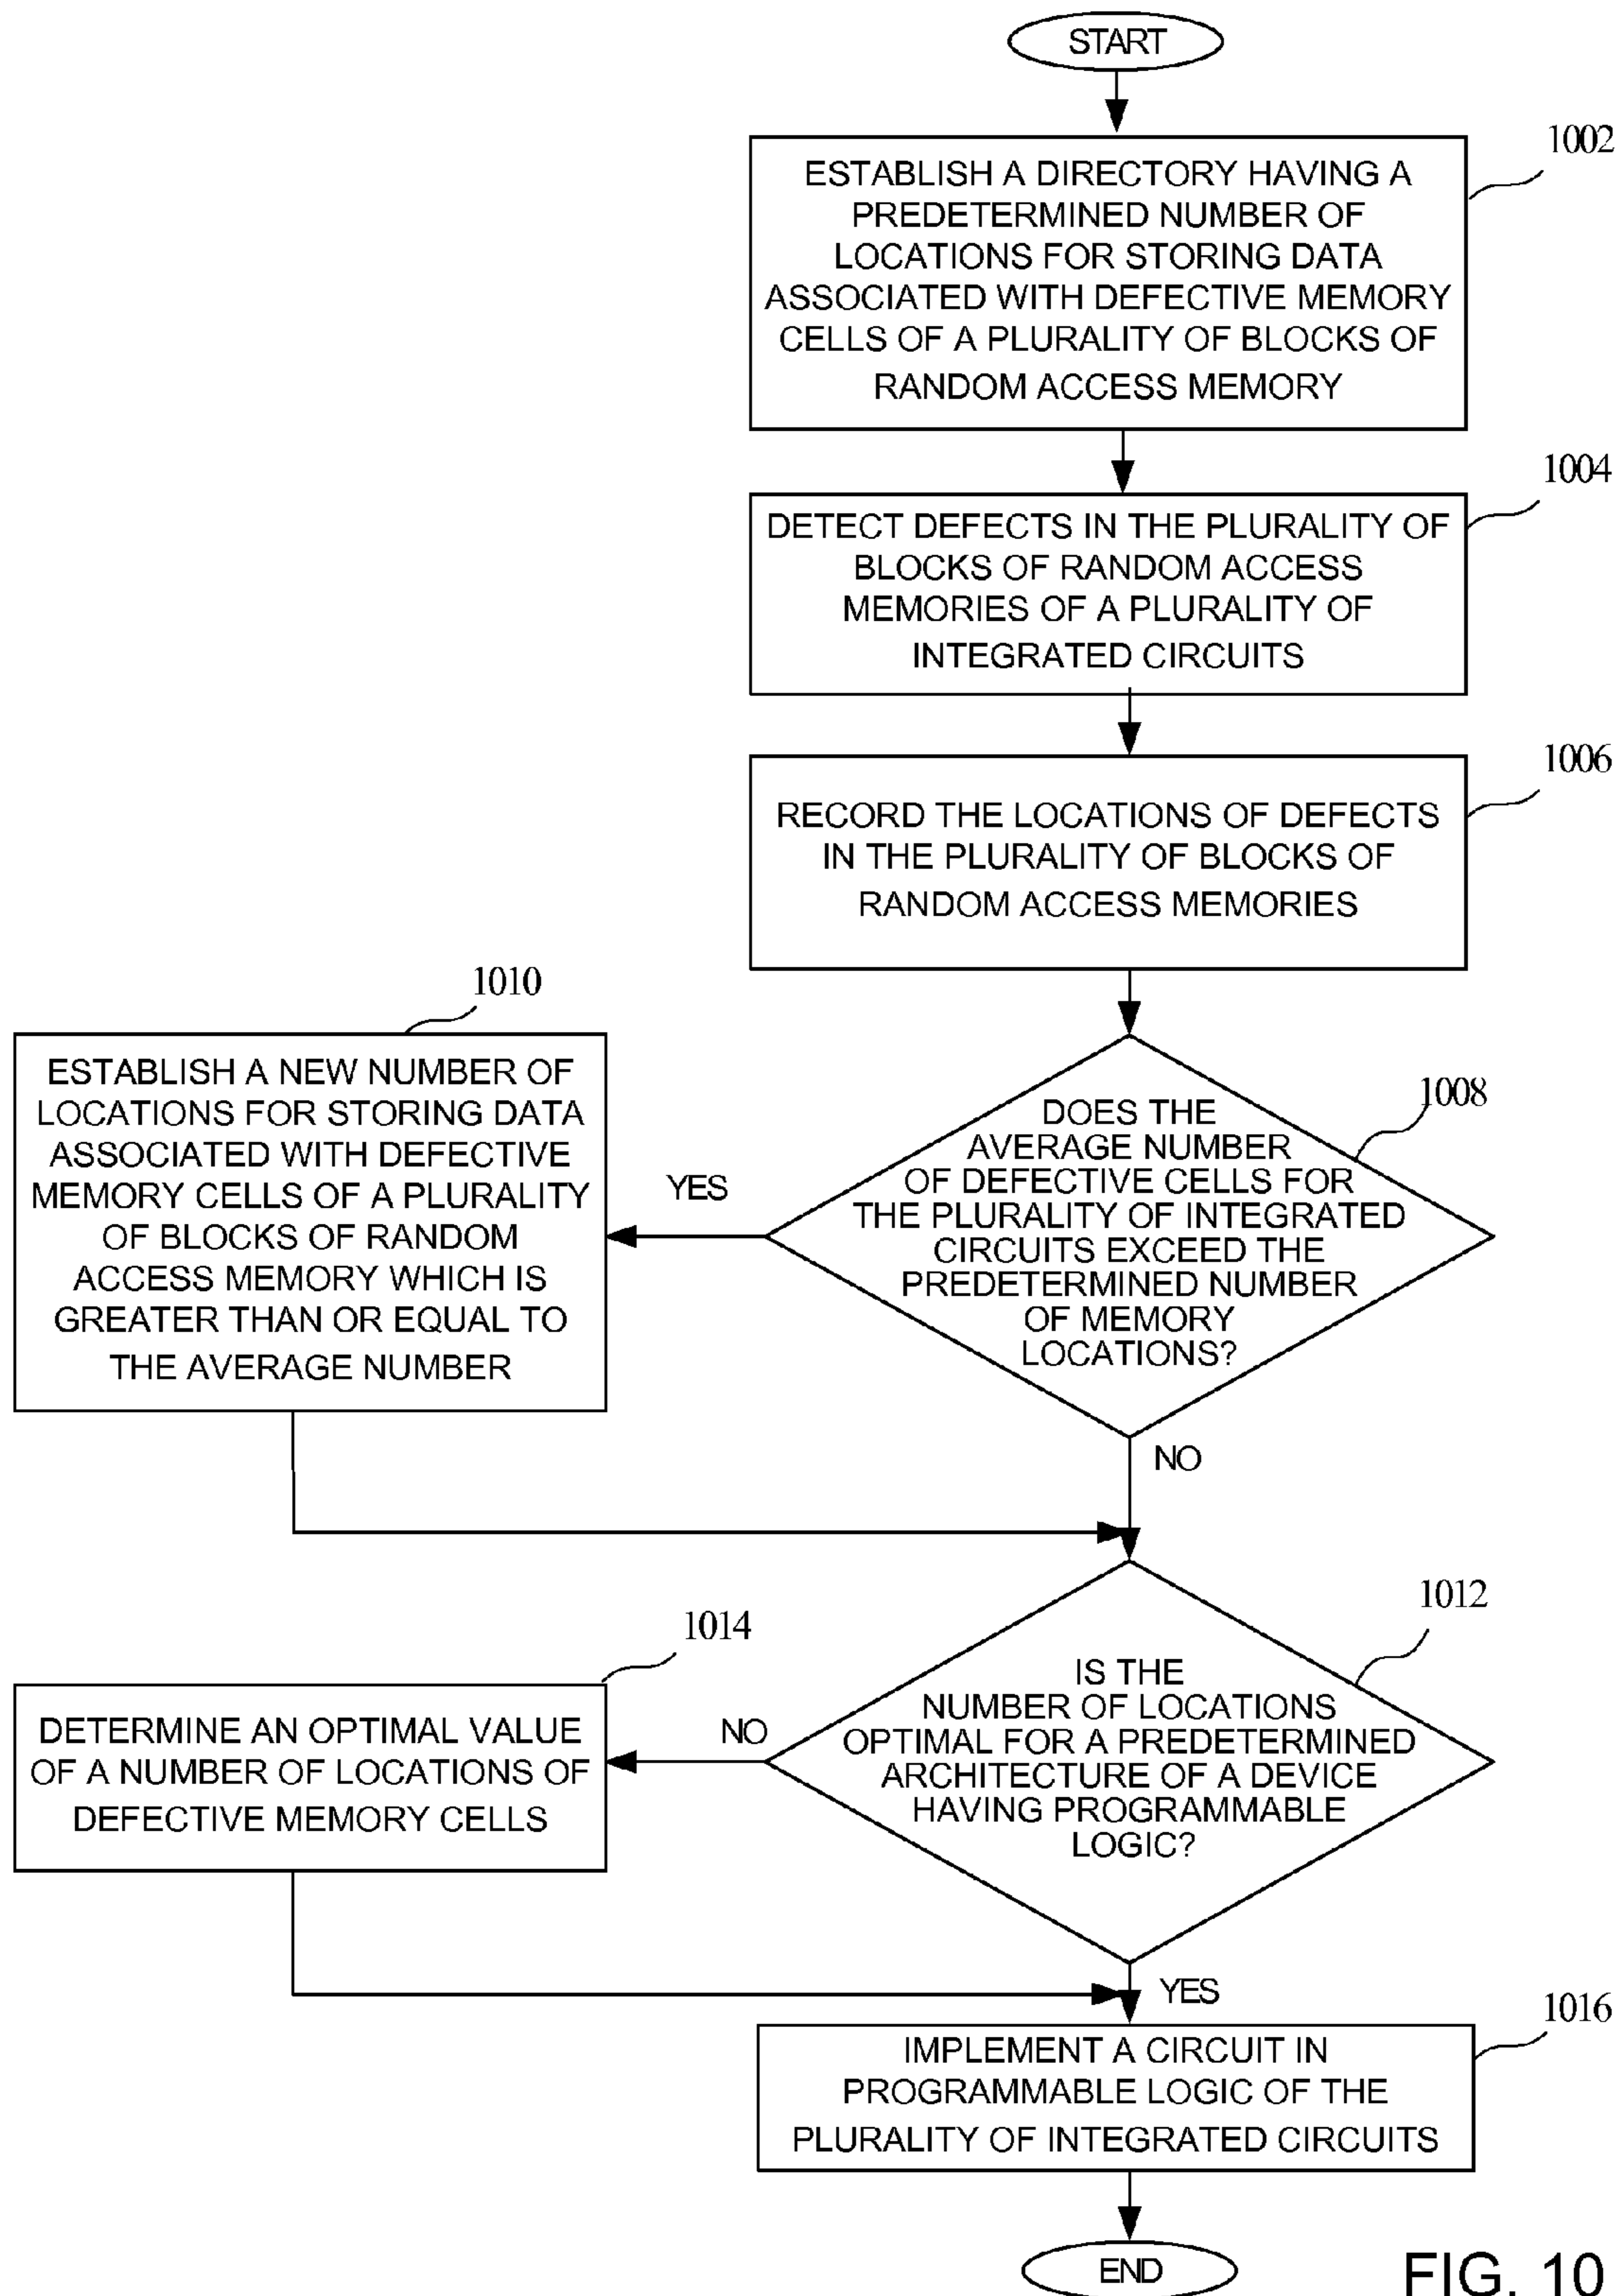 START
1002
ESTABLISH A DIRECTORY HAVING A
PREDETERMINED NUMBER OF
LOCATIONS FOR STORING DATA
ASSOCIATED WITH DEFECTIVE MEMORY
CELLS OF A PLURALITY OF BLOCKS OF
RANDOM ACCESS MEMORY
1004
DETECT DEFECTS IN THE PLURALITY OF
BLOCKS OF RANDOM ACCESS
MEMORIES OF A PLURALITY OF
INTEGRATED CIRCUITS
1006
RECORD THE LOCATIONS OF DEFECTS
IN THE PLURALITY OF BLOCKS OF
RANDOM ACCESS MEMORIES
1008
DOES THE
AVERAGE NUMBER
OF DEFECTIVE CELLS FOR
THE PLURALITY OF INTEGRATED
CIRCUITS EXCEED THE
PREDETERMINED NUMBER
OF MEMORY
LOCATIONS?
YES
1010
ESTABLISH A NEW NUMBER OF
LOCATIONS FOR STORING DATA
ASSOCIATED WITH DEFECTIVE
MEMORY CELLS OF A PLURALITY
OF BLOCKS OF RANDOM
ACCESS MEMORY WHICH IS
GREATER THAN OR EQUAL TO
THE AVERAGE NUMBER
NO
1012
IS THE
NUMBER OF LOCATIONS
OPTIMAL FOR A PREDETERMINED
ARCHITECTURE OF A DEVICE
HAVING PROGRAMMABLE
LOGIC?
NO
1014
DETERMINE AN OPTIMAL VALUE
OF A NUMBER OF LOCATIONS OF
DEFECTIVE MEMORY CELLS
YES
1016
IMPLEMENT A CIRCUIT IN
PROGRAMMABLE LOGIC OF THE
PLURALITY OF INTEGRATED CIRCUITS
END
FIG. 10